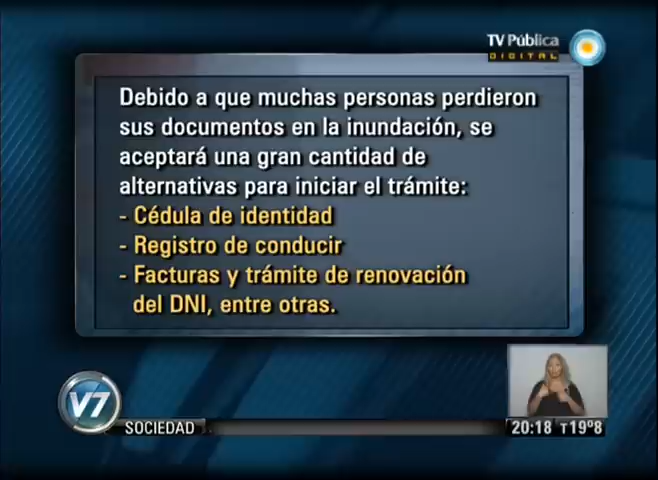 TV Pública
DIGITAL
Debido a que muchas personas perdieron
sus documentos en la inundación, se
aceptará una gran cantidad de
alternativas para iniciar el trámite:
- Cédula de identidad
- Registro de conducir
- Facturas y trámite de renovación
del DNI, entre otras.
V7
SOCIEDAD
20:18 T19º8